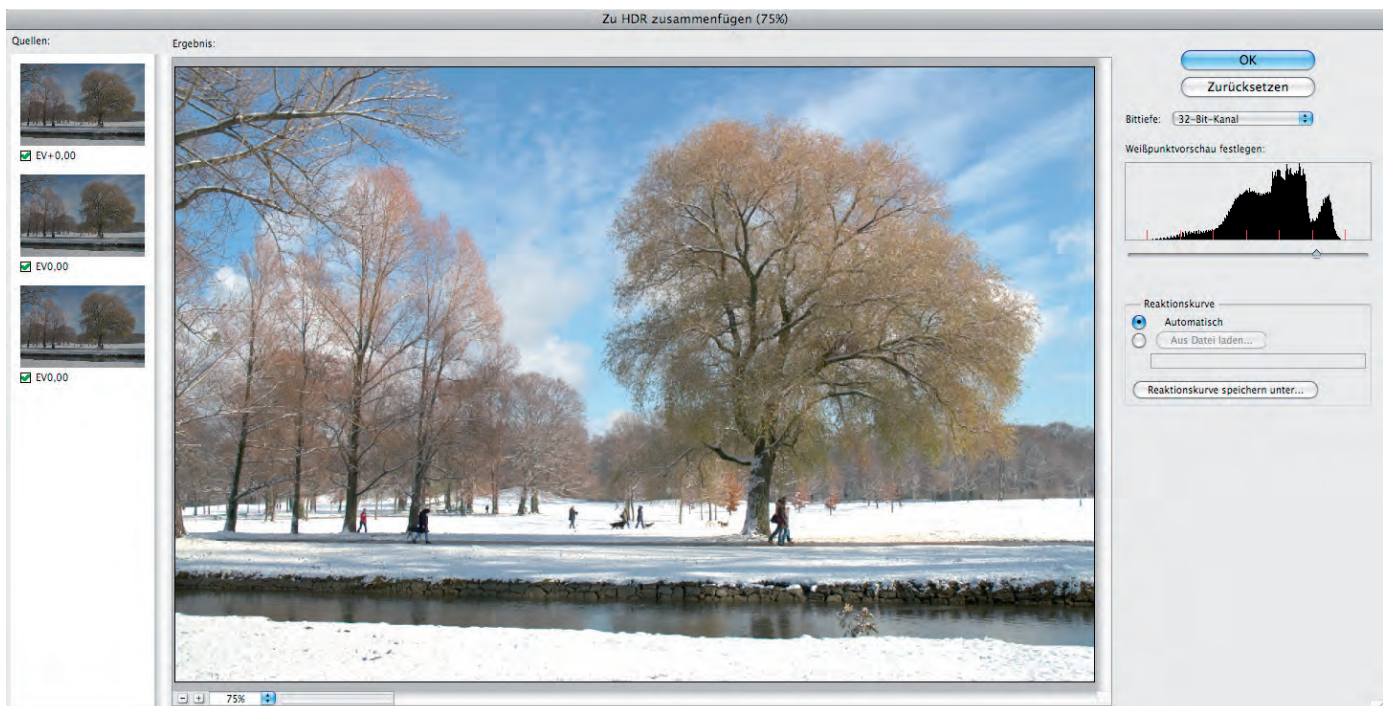 Zu HDR zusammenfügen (75%)
Quellen:
EV+0,00
EV0,00
EV0,00
Ergebnis:
75%
OK
Zurücksetzen
Bittiefe: 32-Bit-Kanal
Weißpunktvorschau festlegen:
Reaktionskurve
Automatisch
Aus Datei laden...
Reaktionskurve speichern unter...